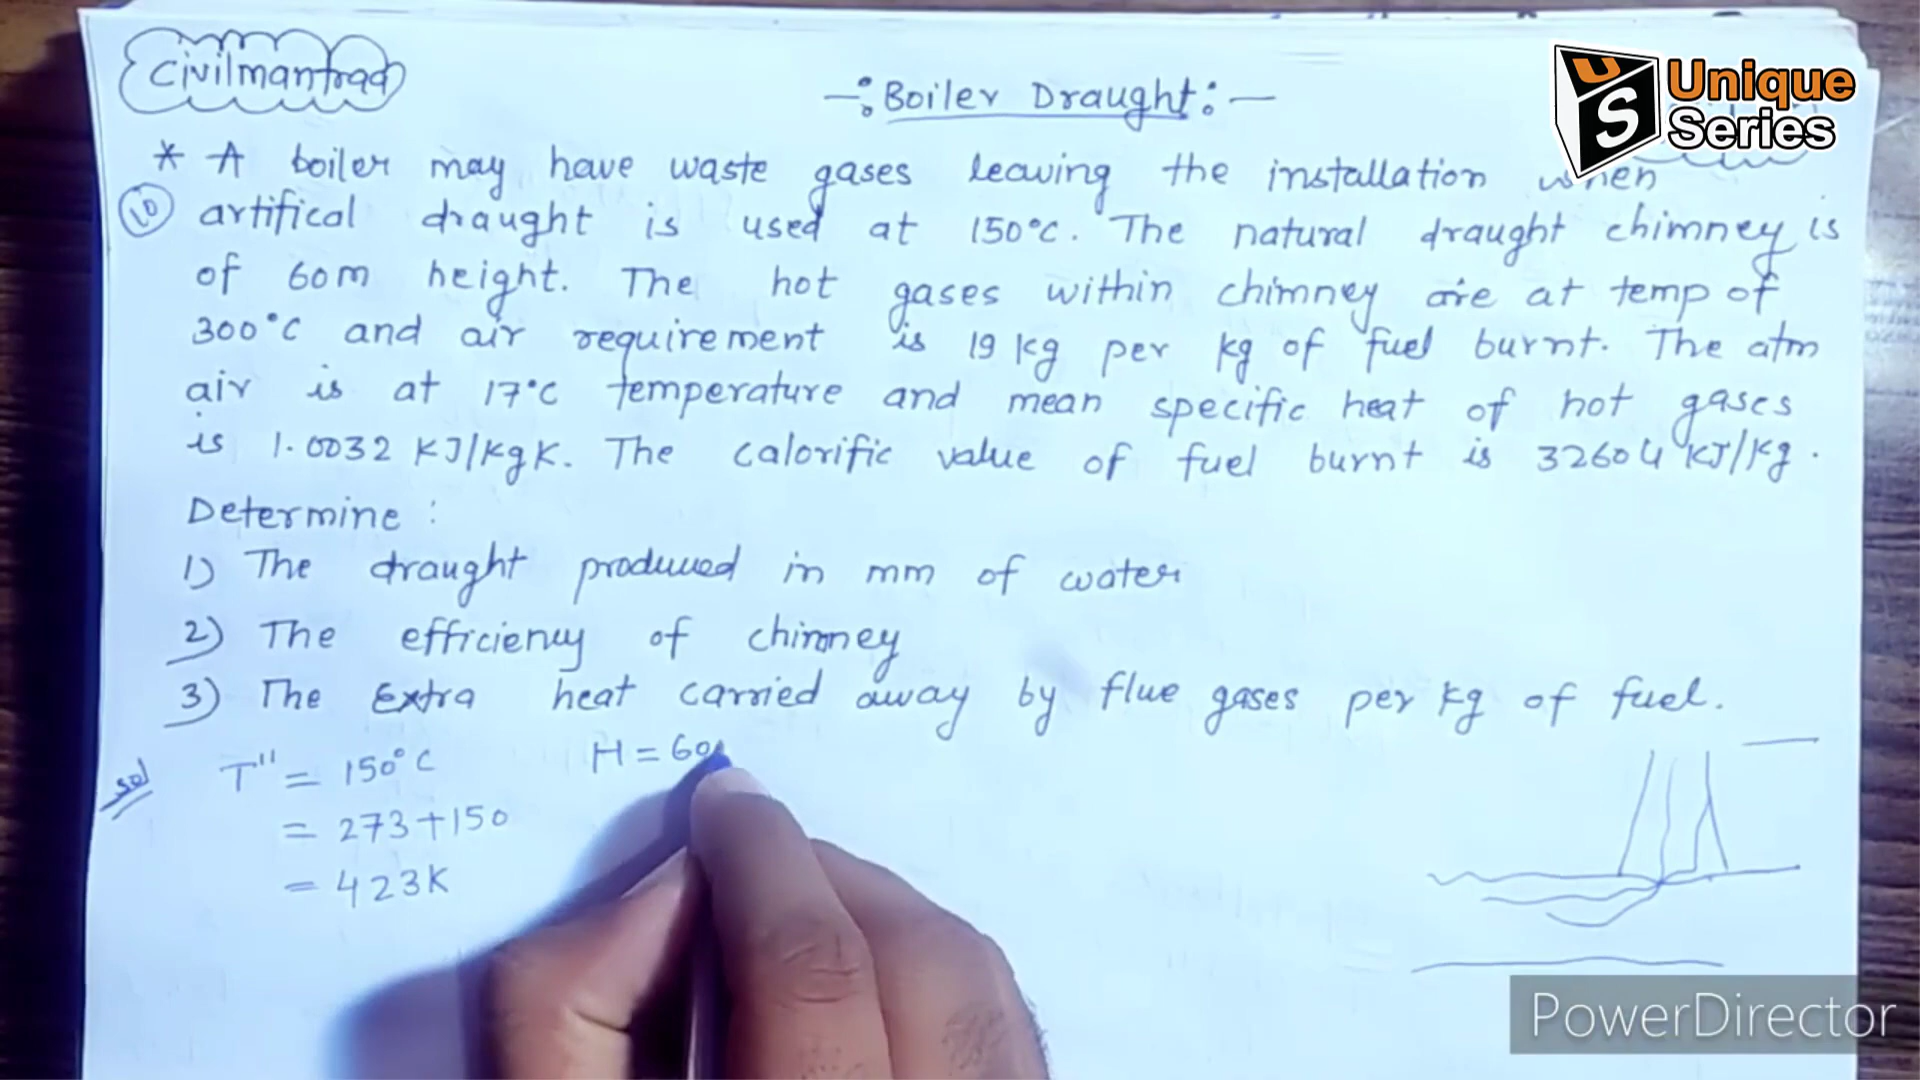 Civilmantraa
-: Boiler Draught :-
US Unique Series
* A boiler may have waste gases leaving the installation when
10 artifical draught is used at 150°C. The natural draught chimney is
of 60m height. The hot gases within chimney are at temp of
300°C and air requirement is 19 kg per kg of fuel burnt. The atm
air is at 17°C temperature and mean specific heat of hot gases
is 1.0032 KJ/kgK. The calorific value of fuel burnt is 32604 KJ/kg.
Determine :
1) The draught produced in mm of water
2) The efficiency of chimney
3) The Extra heat carried away by flue gases per kg of fuel.
Sol T" = 150°C H = 60
= 273+150
= 423K
PowerDirector